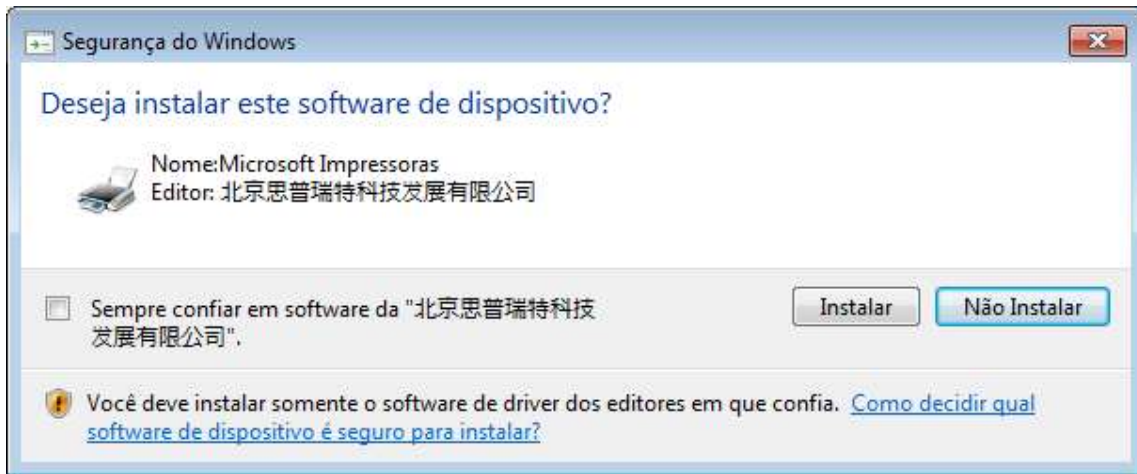 Segurança do Windows
Deseja instalar este software de dispositivo?
Nome:Microsoft Impressoras
Editor: 北京思普瑞特科技发展有限公司
Sempre confiar em software da "北京思普瑞特科技
发展有限公司".
Instalar
Não Instalar
Você deve instalar somente o software de driver dos editores em que confia. Como decidir qual
software de dispositivo é seguro para instalar?